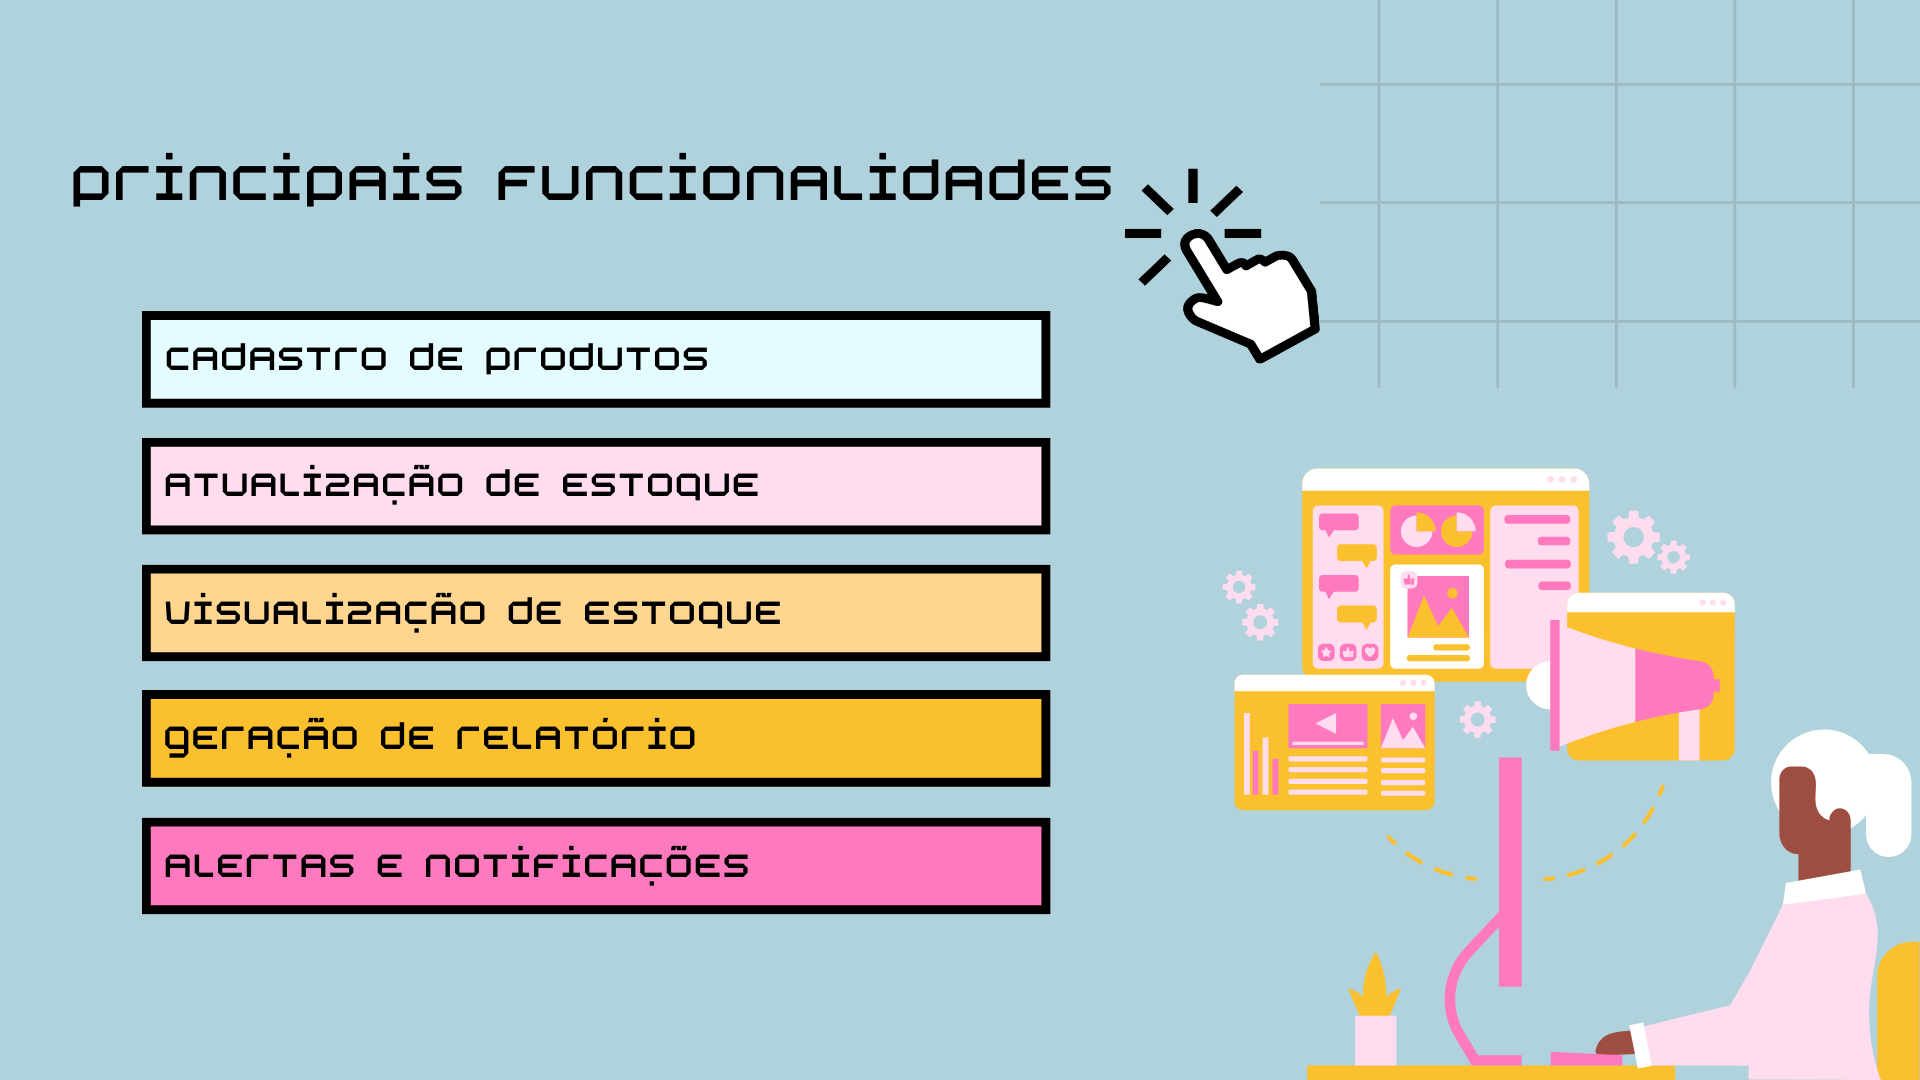 principais funcionalidades
cadastro de produtos
atualização de estoque
visualização de estoque
geração de relatório
alertas e notificações